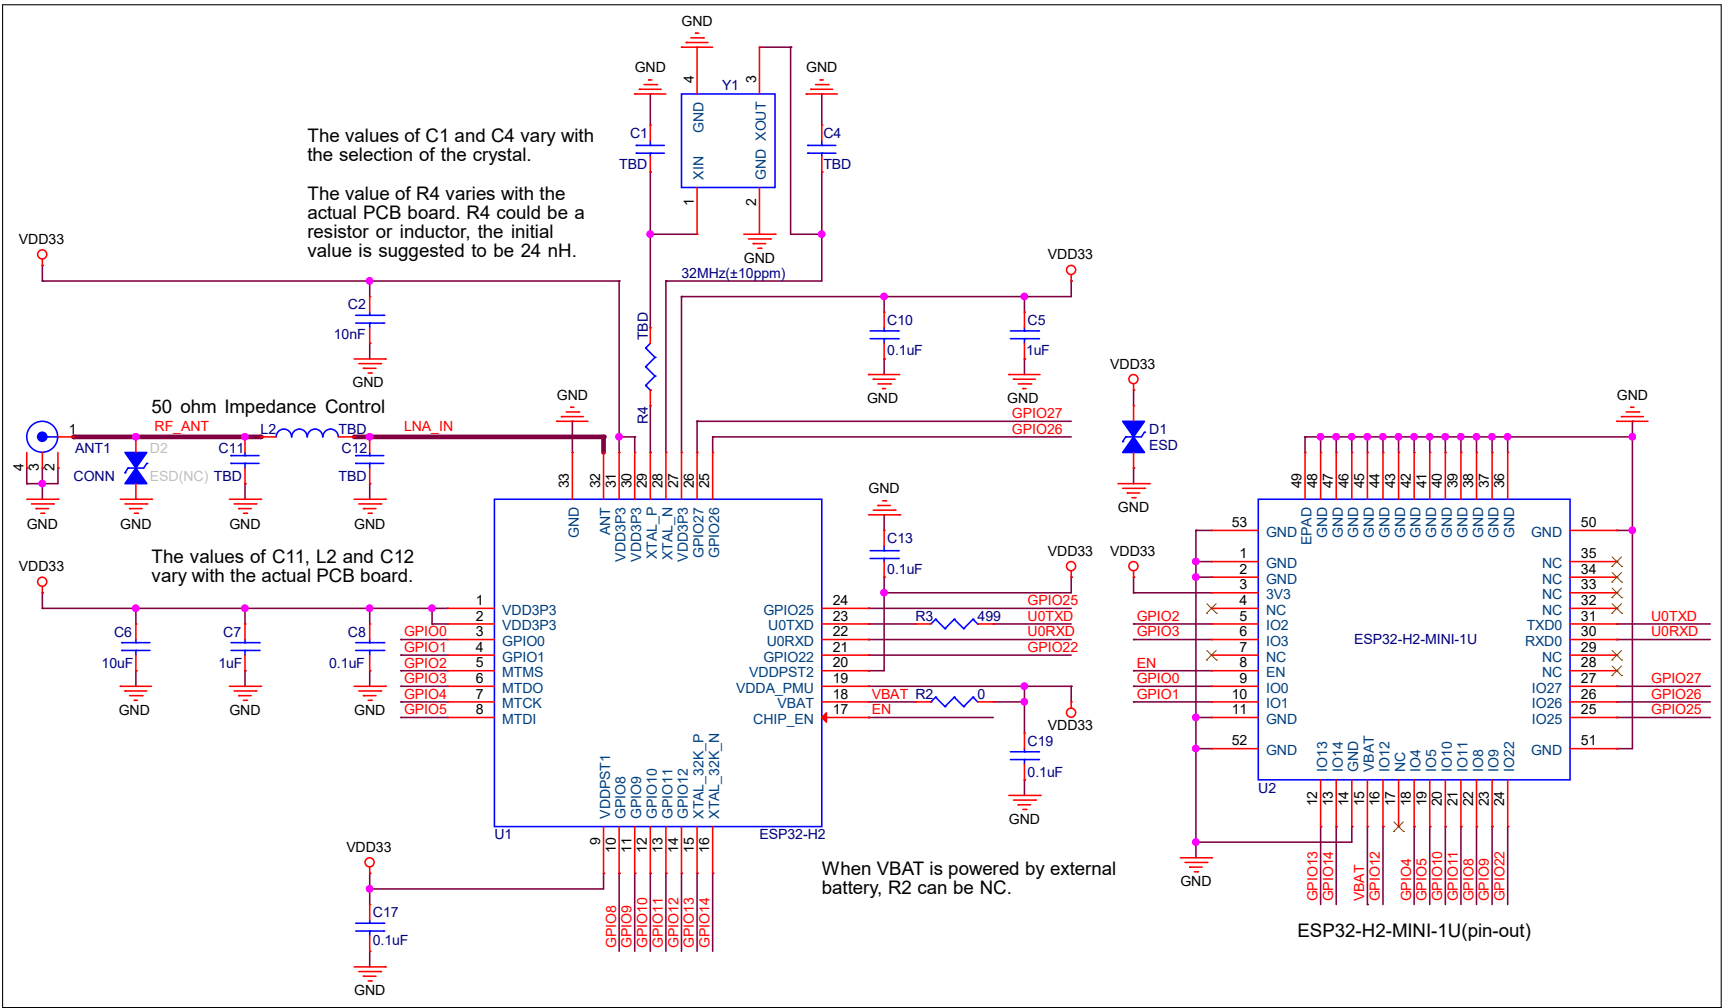 GND
GND
GND
4
3
Y1
GND
XOUT
C1
TBD
C4
TBD
XIN
GND
1
2
GND
32MHz(±10ppm)
The values of C1 and C4 vary with
the selection of the crystal.
The value of R4 varies with the
actual PCB board. R4 could be a
resistor or inductor, the initial
value is suggested to be 24 nH.
VDD33
C2
10nF
GND
TBD
R4
VDD33
C10
0.1uF
GND
C5
1uF
GND
GPIO27
GPIO26
50 ohm Impedance Control
1
RF_ANT
L2
TBD
LNA_IN
ANT1
CONN
4
3
2
GND
D2
ESD(NC)
GND
C11
TBD
GND
C12
TBD
GND
The values of C11, L2 and C12
vary with the actual PCB board.
VDD33
C6
10uF
GND
C7
1uF
GND
C8
0.1uF
GND
GND
33
32
31
30
29
28
27
26
25
GND
ANT
VDD3P3
VDD3P3
XTAL_P
XTAL_N
VDD3P3
GPIO27
GPIO26
1
VDD3P3
2
VDD3P3
GPIO0
3
GPIO0
GPIO1
4
GPIO1
GPIO2
5
MTMS
GPIO3
6
MTDO
GPIO4
7
MTCK
GPIO5
8
MTDI
GPIO25
24
GPIO25
U0TXD
23
R3
499
U0TXD
U0RXD
22
U0RXD
GPIO22
21
GPIO22
VDDPST2
20
VDDA_PMU
19
VBAT
18
VBAT
R2
0
CHIP_EN
17
EN
GND
C13
0.1uF
VDD33
VDD33
C19
0.1uF
GND
VDDPST1
GPIO8
GPIO9
GPIO10
GPIO11
GPIO12
XTAL_32K_P
XTAL_32K_N
U1
ESP32-H2
9
10
11
12
13
14
15
16
GPIO8
GPIO9
GPIO10
GPIO11
GPIO12
GPIO13
GPIO14
VDD33
C17
0.1uF
GND
When VBAT is powered by external
battery, R2 can be NC.
VDD33
D1
ESD
GND
VDD33
GND
49
48
47
46
45
44
43
42
41
40
39
38
37
36
EPAD
GND
GND
GND
GND
GND
GND
GND
GND
GND
GND
GND
GND
GND
53
GND
1
GND
2
GND
3
3V3
4
NC
GPIO2
5
IO2
GPIO3
6
IO3
7
NC
EN
8
EN
GPIO0
9
IO0
GPIO1
10
IO1
11
GND
52
GND
ESP32-H2-MINI-1U
GND
50
NC
35
NC
34
NC
33
NC
32
TXD0
31
U0TXD
RXD0
30
U0RXD
NC
29
NC
28
IO27
27
GPIO27
IO26
26
GPIO26
IO25
25
GPIO25
GND
51
IO13
IO14
GND
VBAT
IO12
NC
IO4
IO5
IO10
IO11
IO8
IO9
IO22
U2
12
13
14
15
16
17
18
19
20
21
22
23
24
GPIO13
GPIO14
VBAT
GPIO12
GPIO4
GPIO5
GPIO10
GPIO11
GPIO8
GPIO9
GPIO22
GND
ESP32-H2-MINI-1U(pin-out)